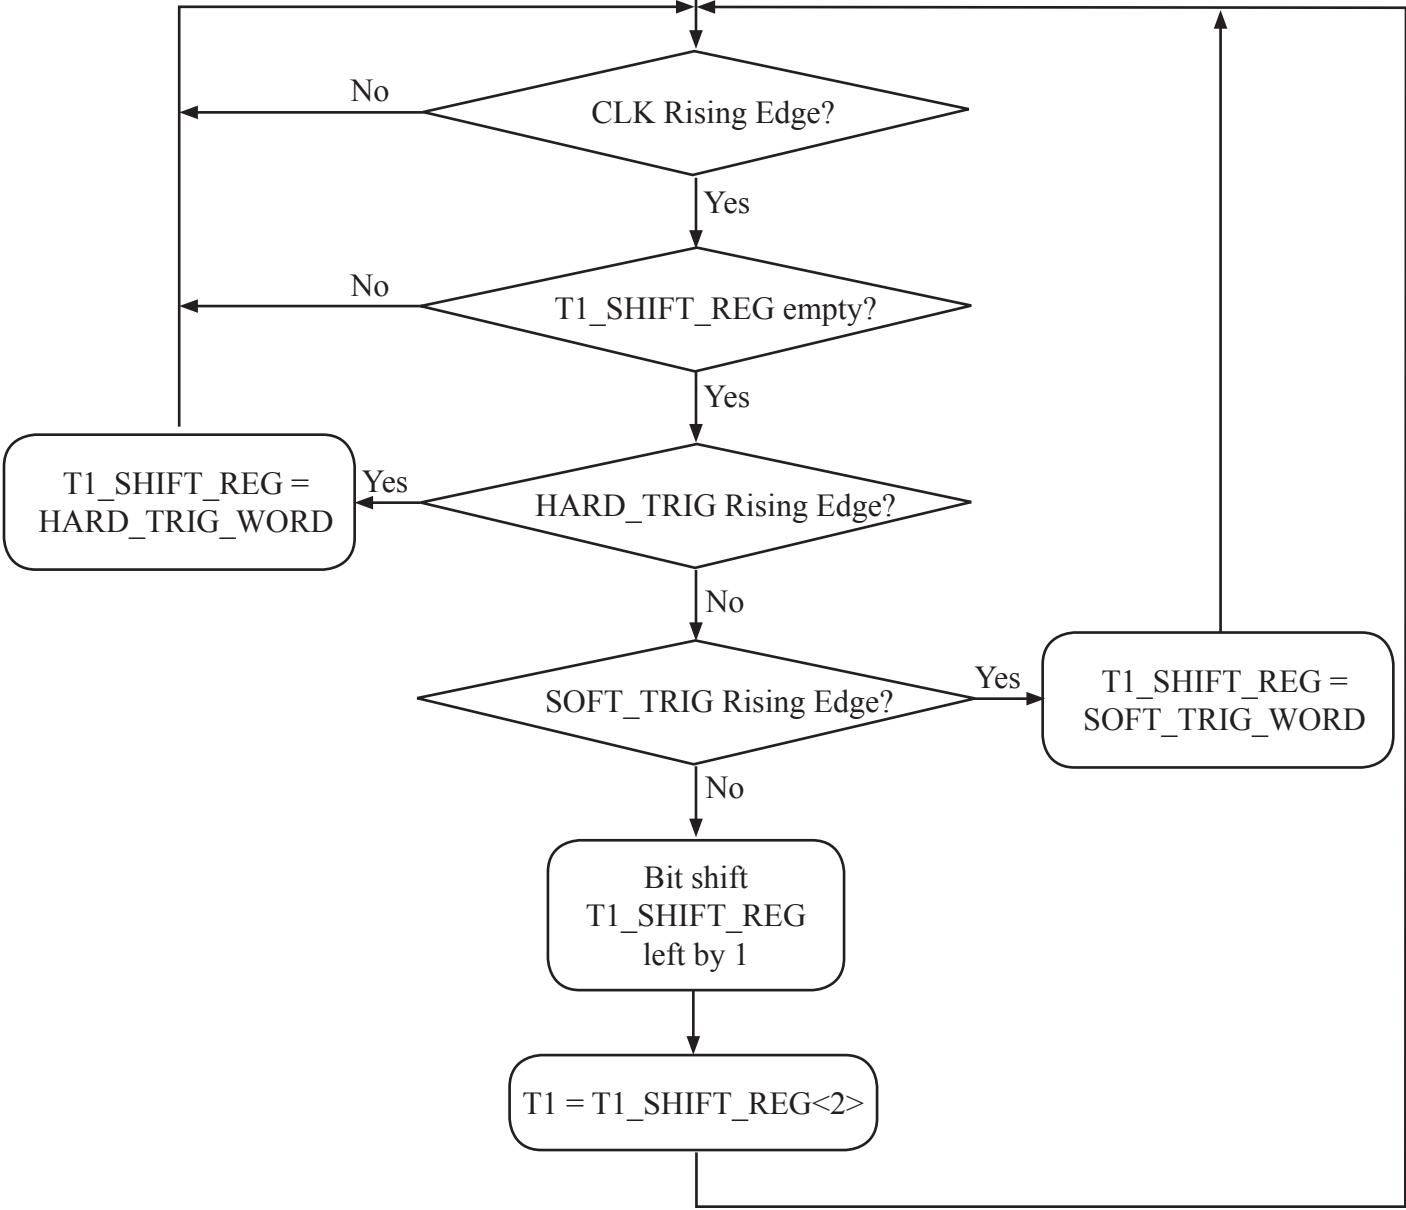 CLK Rising Edge?
No
Yes
T1_SHIFT_REG empty?
No
Yes
HARD_TRIG Rising Edge?
Yes
T1_SHIFT_REG =
HARD_TRIG_WORD
No
SOFT_TRIG Rising Edge?
Yes
T1_SHIFT_REG =
SOFT_TRIG_WORD
No
Bit shift
T1_SHIFT_REG
left by 1
T1 = T1_SHIFT_REG<2>